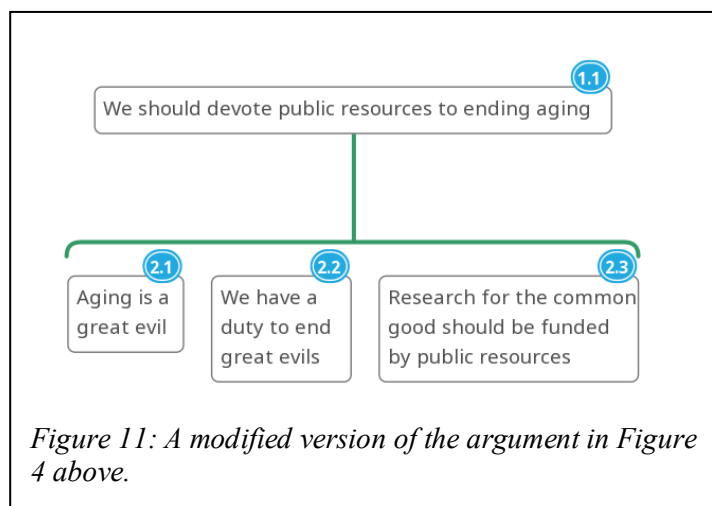 1.1
We should devote public resources to ending aging
2.1
Aging is a
great evil
2.2
We have a
duty to end
great evils
2.3
Research for the common
good should be funded
by public resources
Figure 11: A modified version of the argument in Figure
4 above.